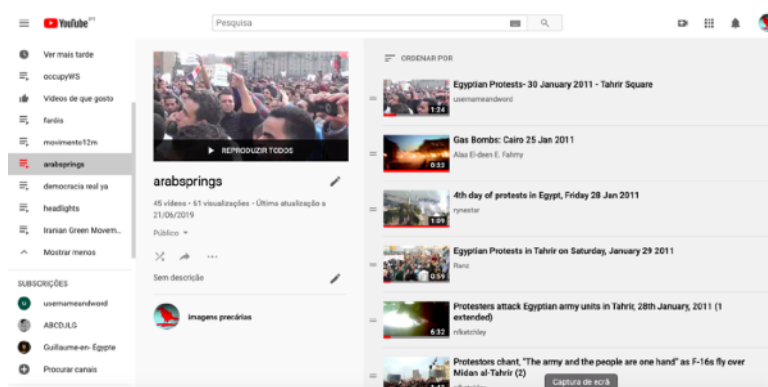 YouTube PT
Pesquisa
Ver mais tarde
occupyWS
Vídeos de que gosto
faróis
movimento12m
arabsprings
democracia real ya
headlights
Iranian Green Movem...
Mostrar menos
SUBSCRIÇÕES
usernameandword
ABCDJLG
Guillaume-en-Égypte
Procurar canais
REPRODUZIR TODOS
arabsprings
45 vídeos • 61 visualizações • Última atualização a
21/06/2019
Público
Sem descrição
imagens precárias
ORDENAR POR
Egyptian Protests- 30 January 2011 - Tahrir Square
usernameandword
1:24
Gas Bombs: Cairo 25 Jan 2011
Alaa El-deen E. Fahmy
0:32
4th day of protests in Egypt, Friday 28 Jan 2011
rynestar
1:09
Egyptian Protests in Tahrir on Saturday, January 29 2011
0:59
Protesters attack Egyptian army units in Tahrir, 28th January, 2011 (1
extended)
nfketchley
6:32
Protestors chant, "The army and the people are one hand" as F-16s fly over
Midan al-Tahrir (2)
Captura de ecrã